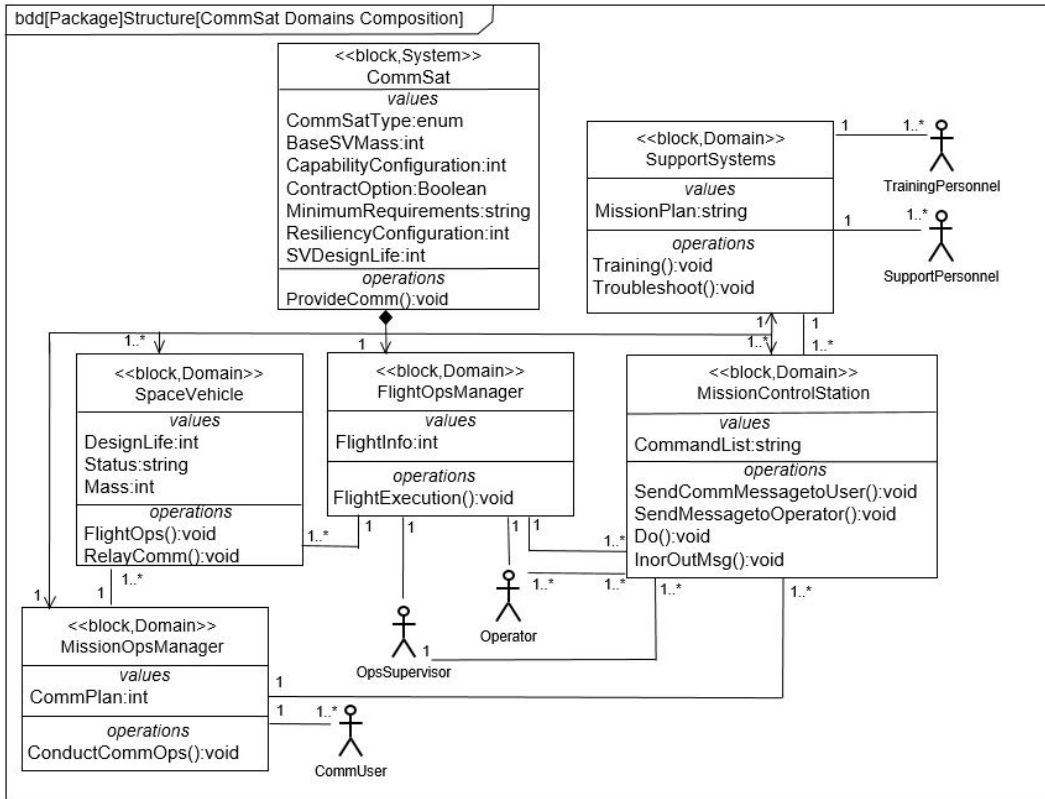 bdd[Package]Structure[CommSat Domains Composition]
<<block,System>>
CommSat
values
CommSatType:enum
BaseSVMass:int
CapabilityConfiguration:int
ContractOption:Boolean
MinimumRequirements:string
ResiliencyConfiguration:int
SVDesignLife:int
operations
ProvideComm():void
<<block,Domain>>
SupportSystems
values
MissionPlan:string
operations
Training():void
Troubleshoot():void
1
1..*
TrainingPersonnel
1
1..*
SupportPersonnel
1..*
1
1
1..*
1
1..*
<<block,Domain>>
SpaceVehicle
values
DesignLife:int
Status:string
Mass:int
operations
FlightOps():void
RelayComm():void
<<block,Domain>>
FlightOpsManager
values
FlightInfo:int
operations
FlightExecution():void
<<block,Domain>>
MissionControlStation
values
CommandList:string
operations
SendCommMessagetoUser():void
SendMessagetoOperator():void
Do():void
InorOutMsg():void
1..*
1
1
1
1
1..*
1..*
1..*
1..*
1..*
1..*
1
1
Operator
OpsSupervisor
1
<<block,Domain>>
MissionOpsManager
values
CommPlan:int
operations
ConductCommOps():void
1
1
1..*
CommUser